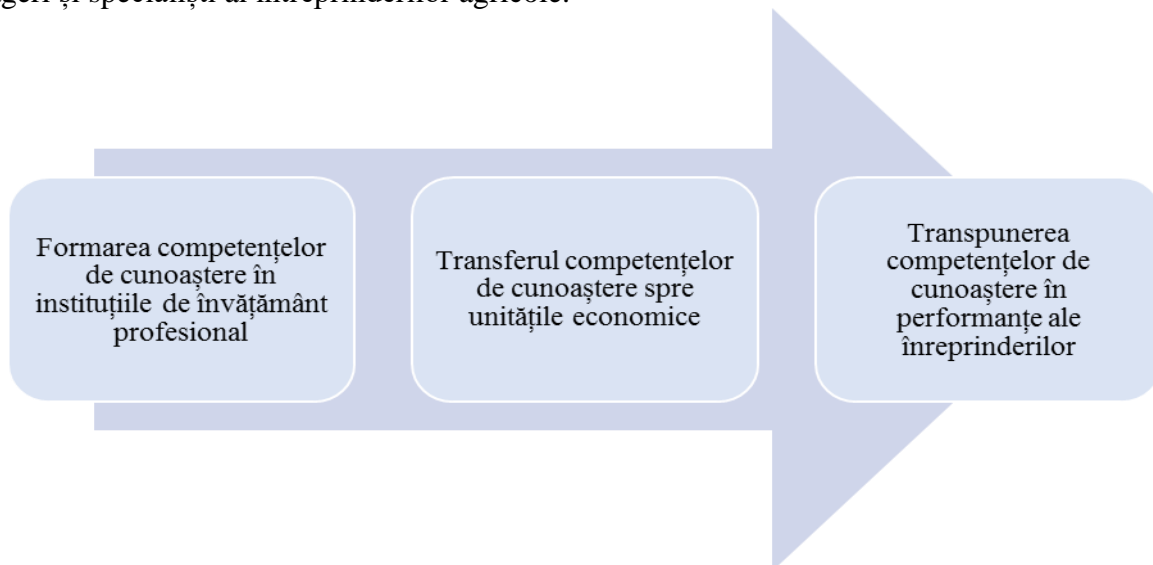 și specialiști ai întreprinderilor agricole.
Formarea competențelor
de cunoaștere în
instituțiile de învățământ
profesional
Transferul competențelor
de cunoaștere spre
unitățile economice
Transpunerea
competențelor de
cunoaștere în
performanțe ale
înreprinderilor